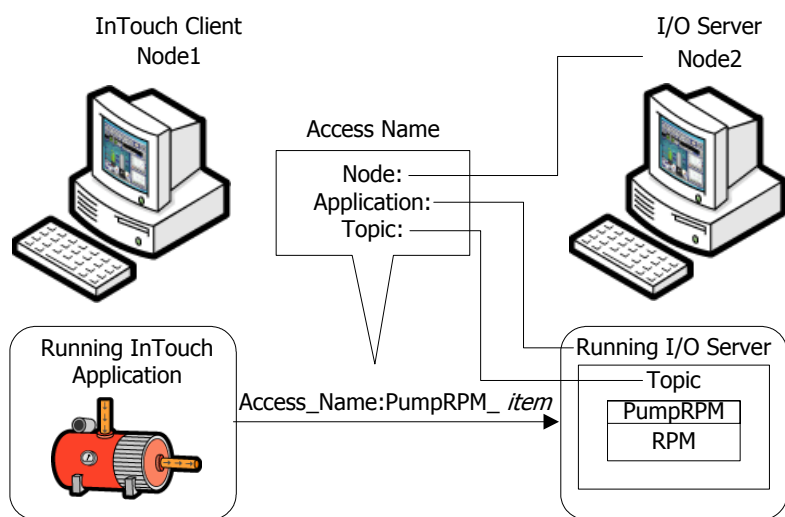 InTouch Client
Node1
I/O Server
Node2
Access Name
Node:
Application:
Topic:
Running InTouch
Application
Access_Name:PumpRPM_ item
Running I/O Server
Topic
PumpRPM
RPM